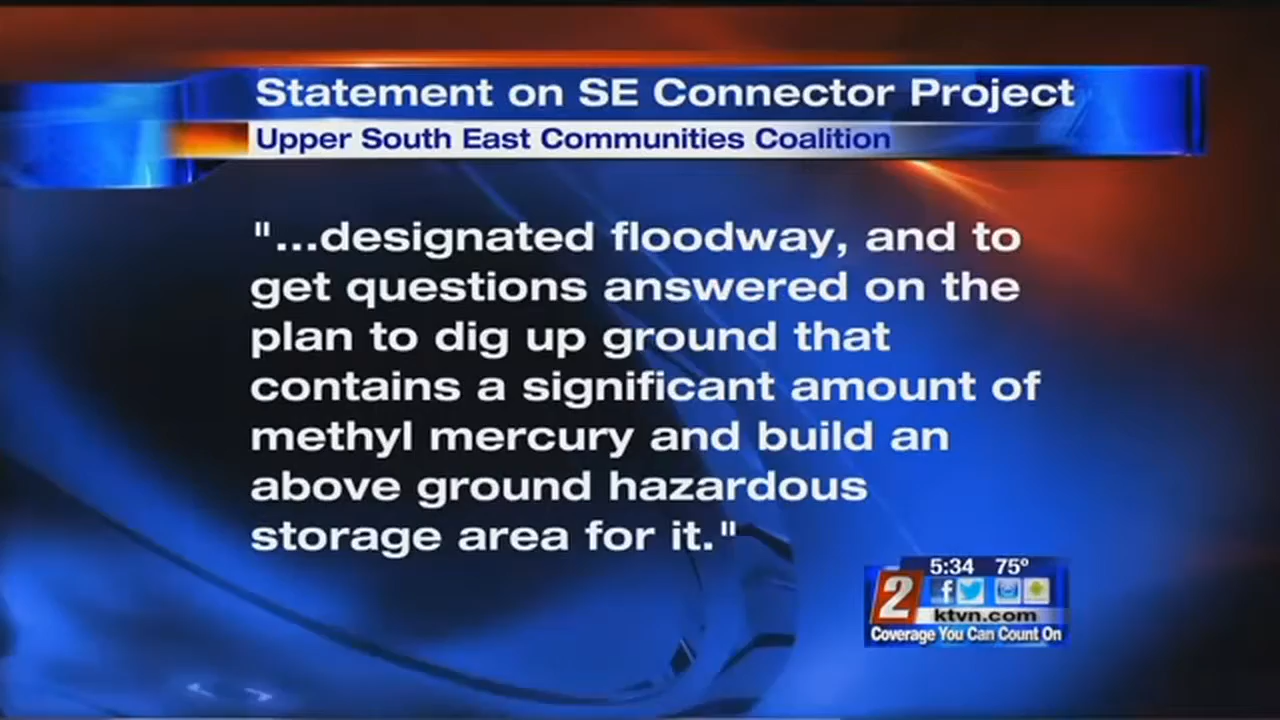 Statement on SE Connector Project
Upper South East Communities Coalition
"...designated floodway, and to
get questions answered on the
plan to dig up ground that
contains a significant amount of
methyl mercury and build an
above ground hazardous
storage area for it."
5:34 75°
2
f
ktvn.com
Coverage You Can Count On